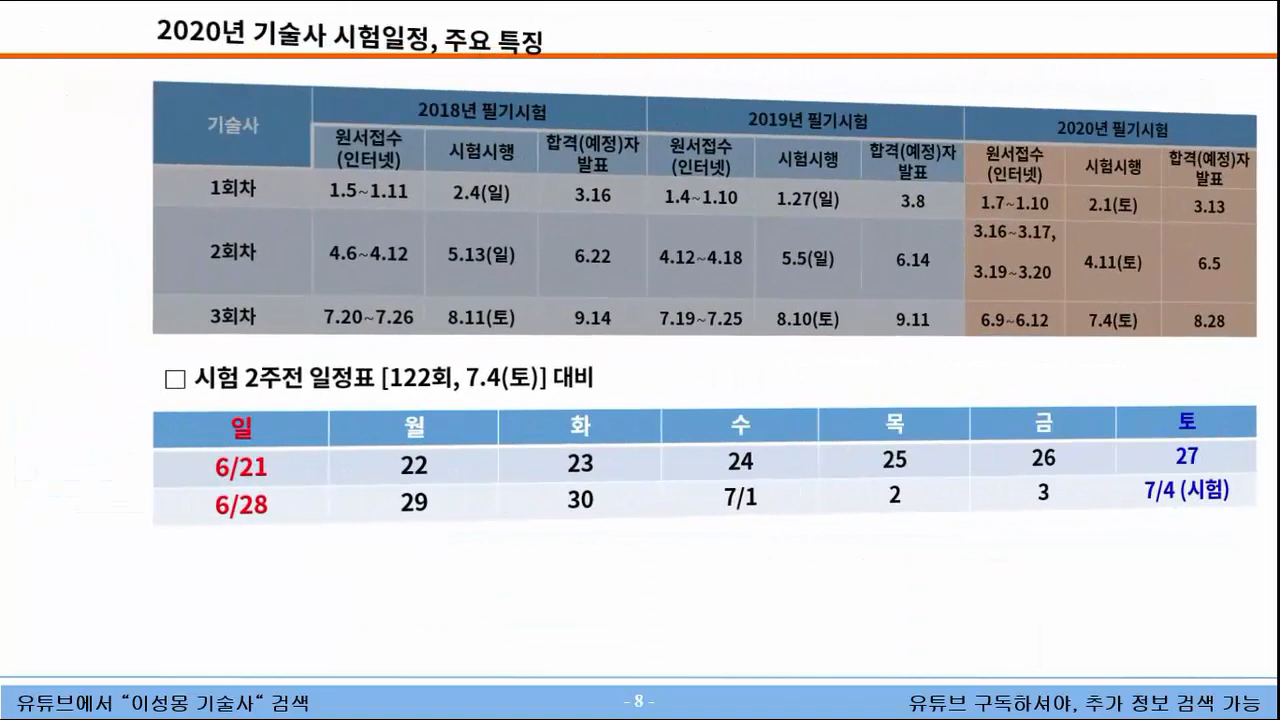 2020년 기술사 시험일정, 주요 특징
기술사 2018년 필기시험 2019년 필기시험 2020년 필기시험
원서접수 (인터넷) 시험시행 합격(예정)자 발표 원서접수 (인터넷) 시험시행 합격(예정)자 발표 원서접수 (인터넷) 시험시행 합격(예정)자 발표
1회차 1.5~1.11 2.4(일) 3.16 1.4~1.10 1.27(일) 3.8 1.7~1.10 2.1(토) 3.13
2회차 4.6~4.12 5.13(일) 6.22 4.12~4.18 5.5(일) 6.14 3.16~3.17, 3.19~3.20 4.11(토) 6.5
3회차 7.20~7.26 8.11(토) 9.14 7.19~7.25 8.10(토) 9.11 6.9~6.12 7.4(토) 8.28
□ 시험 2주전 일정표 [122회, 7.4(토)] 대비
일 월 화 수 목 금 토
6/21 22 23 24 25 26 27
6/28 29 30 7/1 2 3 7/4 (시험)
유튜브에서 “이성몽 기술사“ 검색 - 8 - 유튜브 구독하셔야, 추가 정보 검색 가능